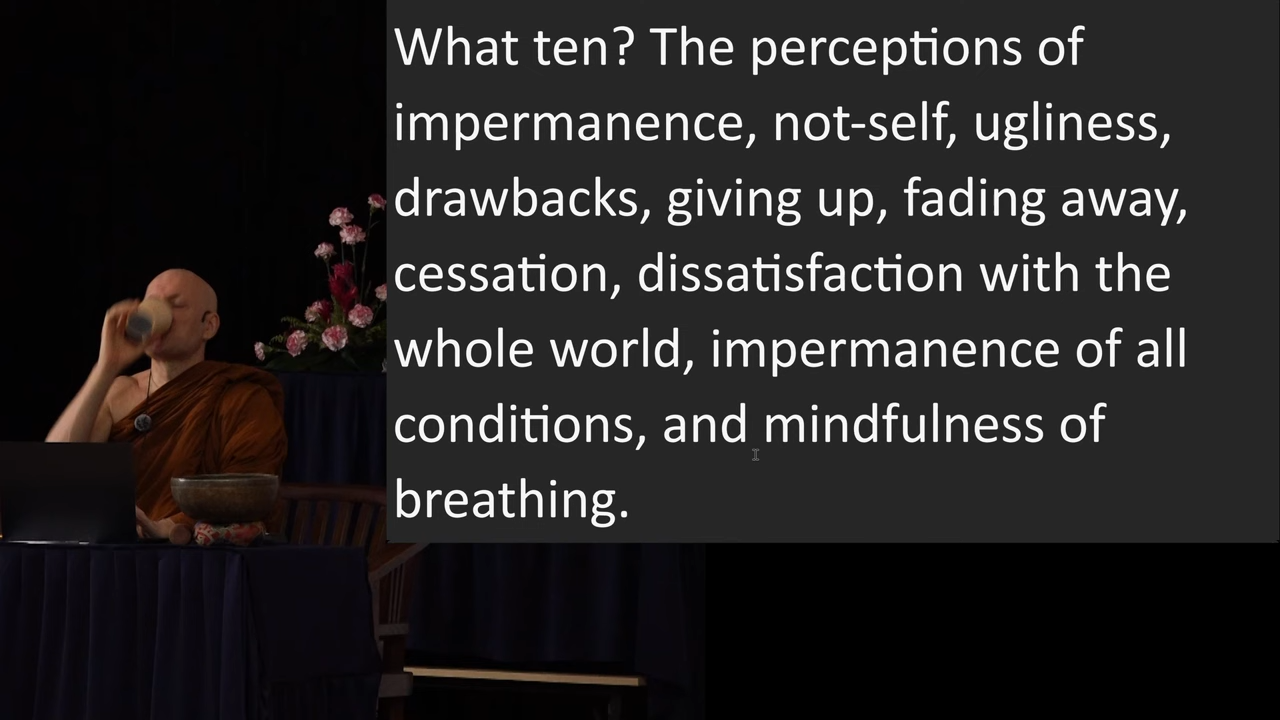 What ten? The perceptions of
impermanence, not-self, ugliness,
drawbacks, giving up, fading away,
cessation, dissatisfaction with the
whole world, impermanence of all
conditions, and mindfulness of
breathing.